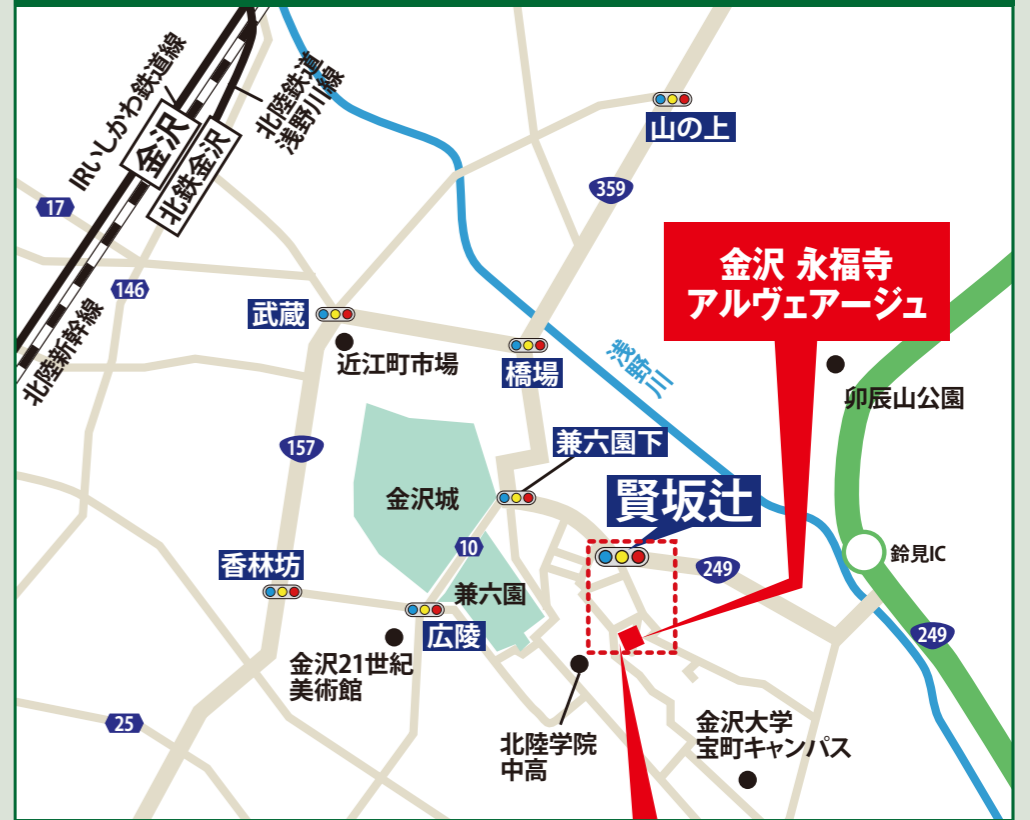 IRいしかわ鉄道線
金沢
北鉄金沢
北陸鉄道
浅野川線
山の上
17
359
金沢 永福寺
アルヴェアージュ
146
北陸新幹線
武蔵
近江町市場
橋場
浅野川
卯辰山公園
157
兼六園下
賢坂辻
金沢城
10
249
鈴見IC
香林坊
兼六園
広陵
249
金沢21世紀
美術館
25
北陸学院
中高
金沢大学
宝町キャンパス